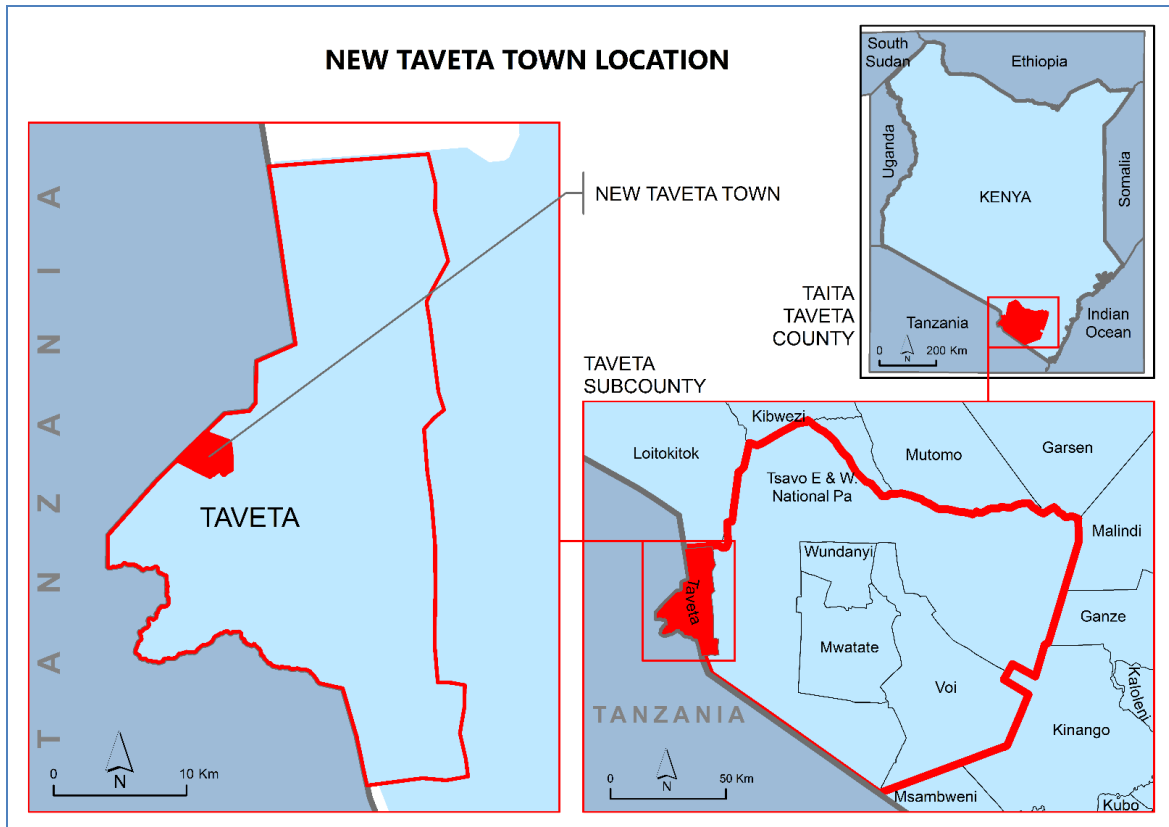 NEW TAVETA TOWN LOCATION
TANZANIA
NEW TAVETA TOWN
TAVETA
0 10 Km
N
South
Sudan
Ethiopia
Uganda
Somalia
KENYA
Tanzania
Indian
Ocean
0 N 200 Km
TAITA
TAVETA
COUNTY
TAVETA
SUBCOUNTY
Kibwezi
Loitokitok
Mutomo
Garsen
Tsavo E & W.
National Pa
Malindi
Wundanyi
Taveta
Ganze
Mwatate
Voi
Kaloleni
TANZANIA
Kinango
0 50 Km
N
Msambweni
Kubo